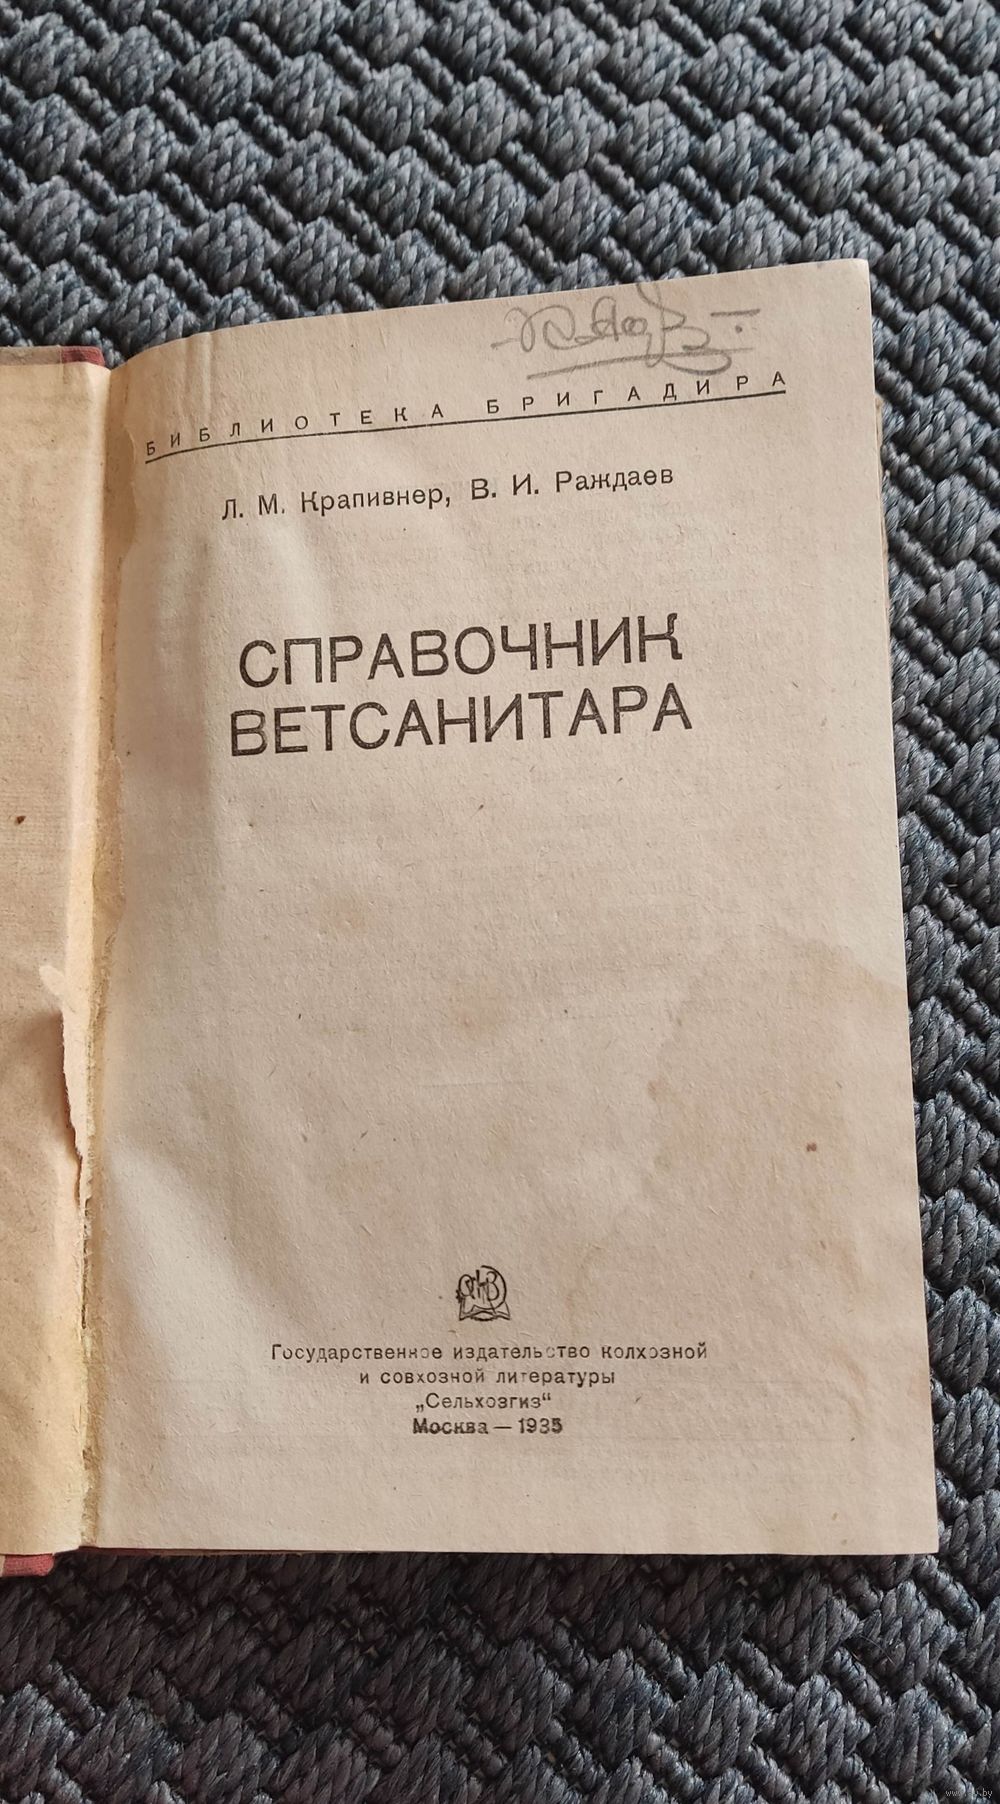 БИБЛИОТЕКА БРИГАДИРА
Л. М. Крапивнер, В. И. Раждаев
СПРАВОЧНИК
ВЕТСАНИТАРА
Государственное издательство колхозной
и совхозной литературы
„Сельхозгиз“
Москва — 1935